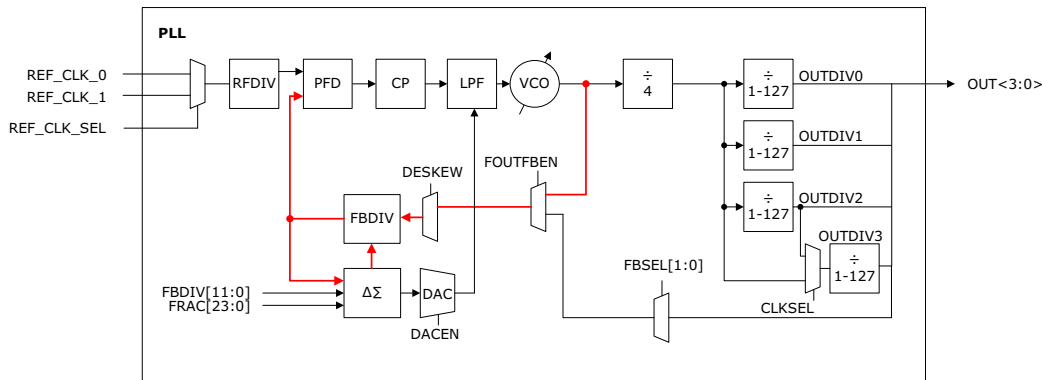 PLL
REF_CLK_0
REF_CLK_1
REF_CLK_SEL
RFDIV
PFD
CP
LPF
VCO
÷
4
÷
1-127
OUTDIV0
OUT<3:0>
÷
1-127
OUTDIV1
÷
1-127
OUTDIV2
OUTDIV3
÷
1-127
CLKSEL
FOUTFBEN
DESKEW
FBDIV
FBSEL[1:0]
FBDIV[11:0]
FRAC[23:0]
ΔΣ
DAC
DACEN